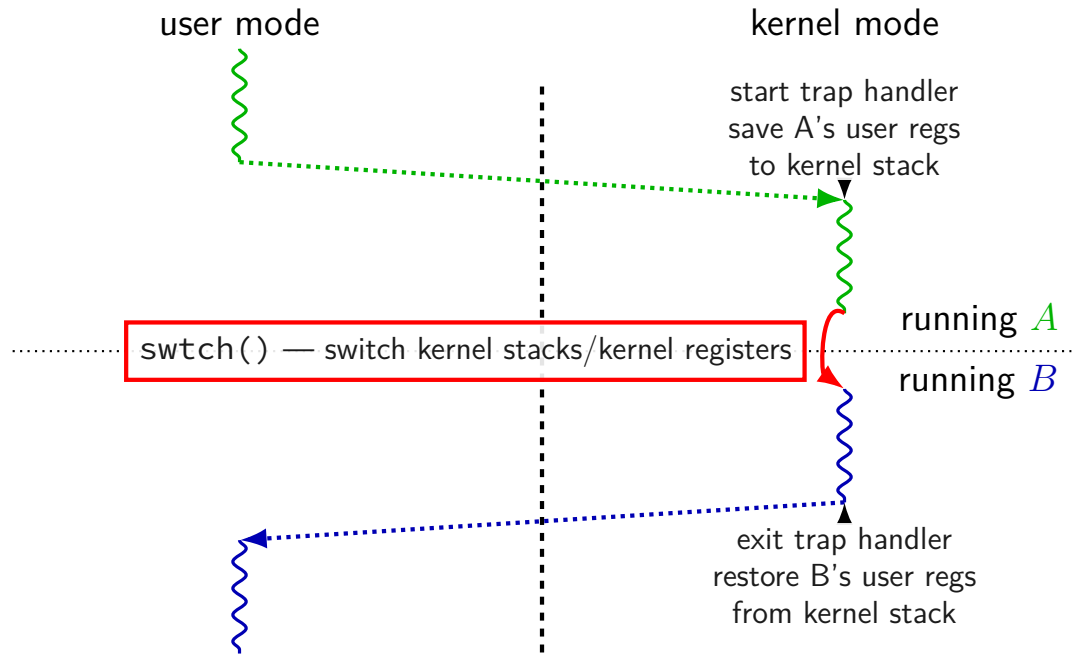 user mode
kernel mode
start trap handler
save A's user regs
to kernel stack
running A
swtch() — switch kernel stacks/kernel registers
running B
exit trap handler
restore B's user regs
from kernel stack